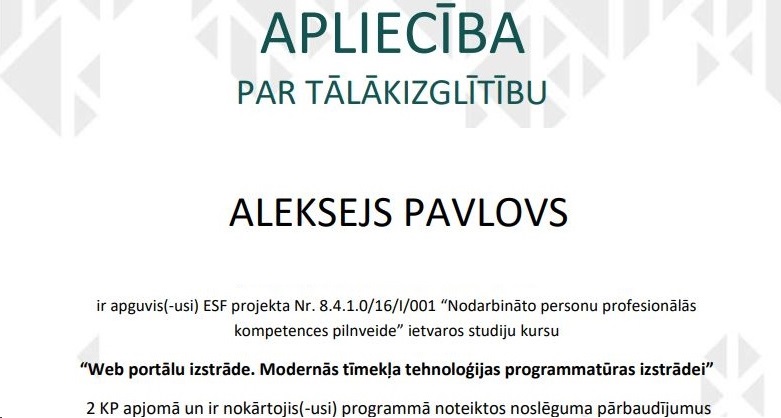 APLIECĪBA
PAR TĀLĀKIZGLĪTĪBU
ALEKSEJS PAVLOVS
ir apguvis(-usi) ESF projekta Nr. 8.4.1.0/16/I/001 “Nodarbināto personu profesionālās
kompetences pilnveide” ietvaros studiju kursu
“Web portālu izstrāde. Modernās tīmekļa tehnoloģijas programmatūras izstrādei”
2 KP apjomā un ir nokārtojis(-usi) programmā noteiktos noslēguma pārbaudījumus